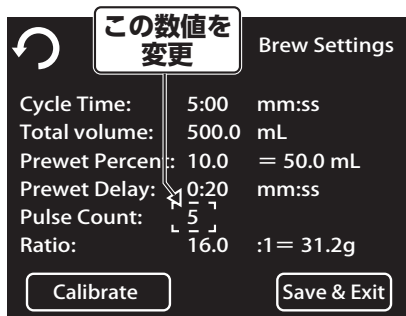 この数値を
変更
Brew Settings
Cycle Time: 5:00 mm:ss
Total volume: 500.0 mL
Prewet Percent: 10.0 ＝ 50.0 mL
Prewet Delay: 0:20 mm:ss
Pulse Count: 5
Ratio: 16.0 :1＝ 31.2g
Calibrate Save & Exit